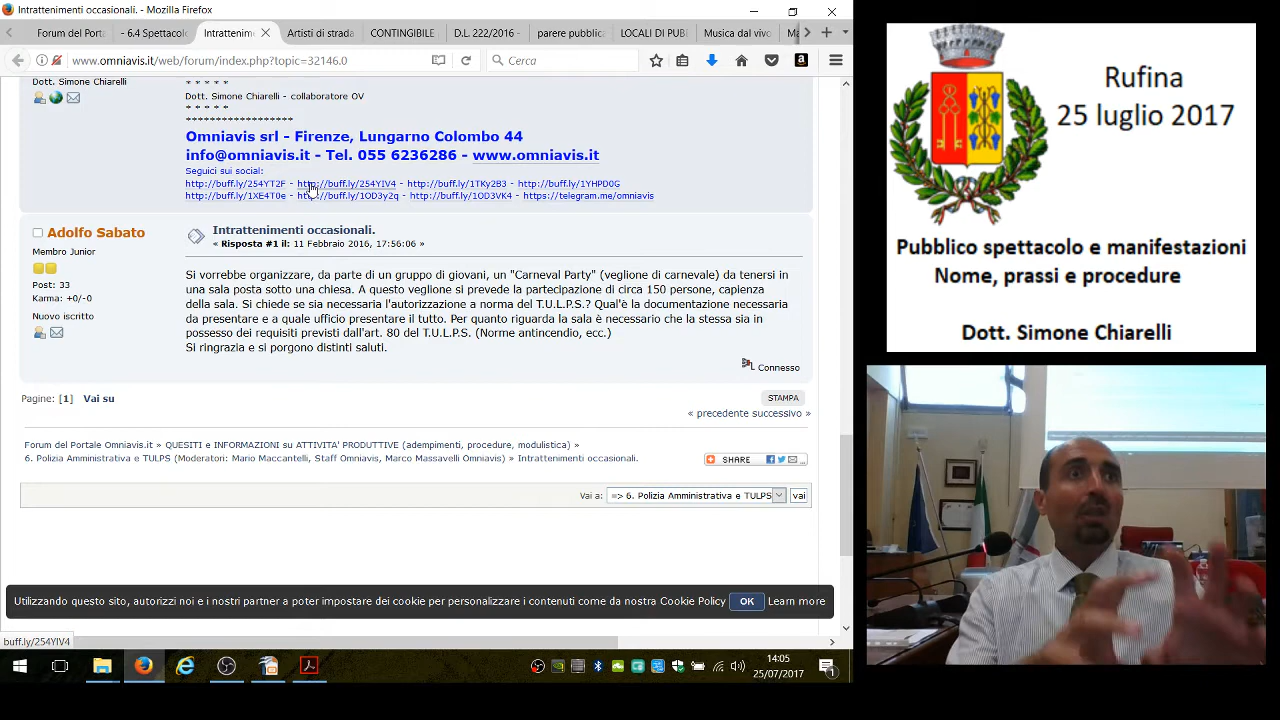 Intrattenimenti occasionali. - Mozilla Firefox
Forum del Porta
- 6.4 Spettacolo
Intrattenim
Artisti di strada
CONTINGIBILE
D.L. 222/2016 -
parere pubblica
LOCALI DI PUB
Musica dal vivo
www.omniavis.it/web/forum/index.php?topic=32146.0
Cerca
Dott. Simone Chiarelli
* * * * *
Dott. Simone Chiarelli - collaboratore OV
* * * * *
*****************
Omniavis srl - Firenze, Lungarno Colombo 44
info@omniavis.it - Tel. 055 6236286 - www.omniavis.it
Seguici sui social:
http://buff.ly/254YT2F - http://buff.ly/254YIV4 - http://buff.ly/1TKy2B3 - http://buff.ly/1YHPD0G
http://buff.ly/1XE4T0e - http://buff.ly/1OD3y2q - http://buff.ly/1OD3VK4 - https://telegram.me/omniavis
Adolfo Sabato
Membro Junior
Post: 33
Karma: +0/-0
Nuovo iscritto
Intrattenimenti occasionali.
« Risposta #1 il: 11 Febbraio 2016, 17:56:06 »
Si vorrebbe organizzare, da parte di un gruppo di giovani, un "Carneval Party" (veglione di carnevale) da tenersi in
una sala posta sotto una chiesa. A questo veglione si prevede la partecipazione di circa 150 persone, capienza
della sala. Si chiede se sia necessaria l'autorizzazione a norma del T.U.L.P.S.? Qual'è la documentazione necessaria
da presentare e a quale ufficio presentare il tutto. Per quanto riguarda la sala è necessario che la stessa sia in
possesso dei requisiti previsti dall'art. 80 del T.U.L.P.S. (Norme antincendio, ecc.)
Si ringrazia e si porgono distinti saluti.
Connesso
Pagine: [1] Vai su
STAMPA
« precedente successivo »
Forum del Portale Omniavis.it » QUESITI e INFORMAZIONI su ATTIVITA' PRODUTTIVE (adempimenti, procedure, modulistica) »
6. Polizia Amministrativa e TULPS (Moderatori: Mario Maccantelli, Staff Omniavis, Marco Massavelli Omniavis) » Intrattenimenti occasionali.
SHARE
Vai a: => 6. Polizia Amministrativa e TULPS vai
Utilizzando questo sito, autorizzi noi e i nostri partner a poter impostare dei cookie per personalizzare i contenuti come da nostra Cookie Policy OK Learn more
buff.ly/254YIV4
14:05
25/07/2017
Rufina
25 luglio 2017
Pubblico spettacolo e manifestazioni
Nome, prassi e procedure
Dott. Simone Chiarelli